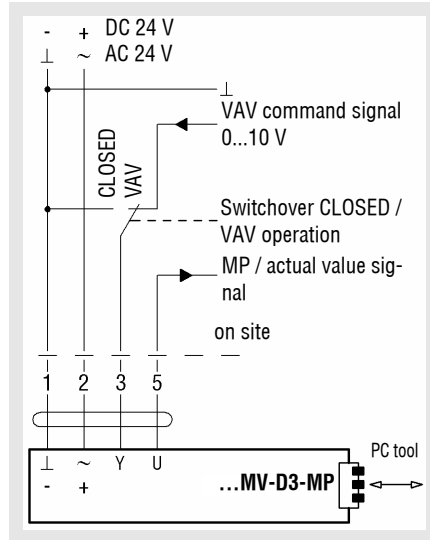 - + DC 24 V
⊥ ~ AC 24 V
⊥
VAV command signal
0...10 V
CLOSED
VAV
Switchover CLOSED /
VAV operation
MP / actual value sig-
nal
on site
1 2 3 5
⊥ ~ Y U
- +
...MV-D3-MP
PC tool